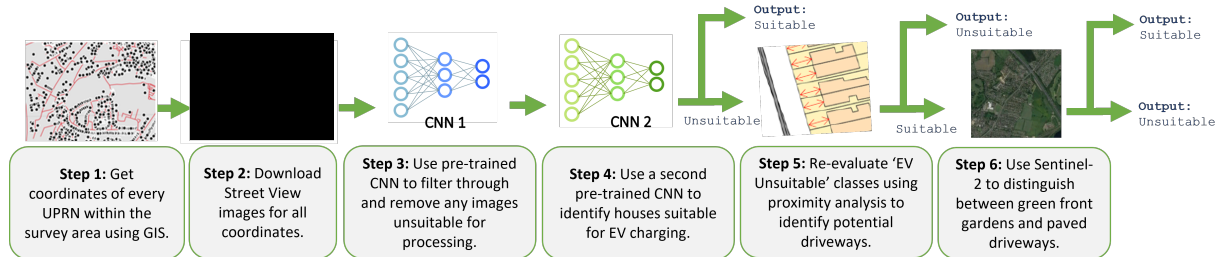 Output:
Suitable
Output:
Unsuitable
Output:
Suitable
CNN 1
CNN 2
Unsuitable
Suitable
Output:
Unsuitable
Step 1: Get
coordinates of every
UPRN within the
survey area using GIS.
Step 2: Download
Street View
images for all
coordinates.
Step 3: Use pre-trained
CNN to filter through
and remove any images
unsuitable for
processing.
Step 4: Use a second
pre-trained CNN to
identify houses suitable
for EV charging.
Step 5: Re-evaluate ‘EV
Unsuitable’ classes using
proximity analysis to
identify potential
driveways.
Step 6: Use Sentinel-
2 to distinguish
between green front
gardens and paved
driveways.